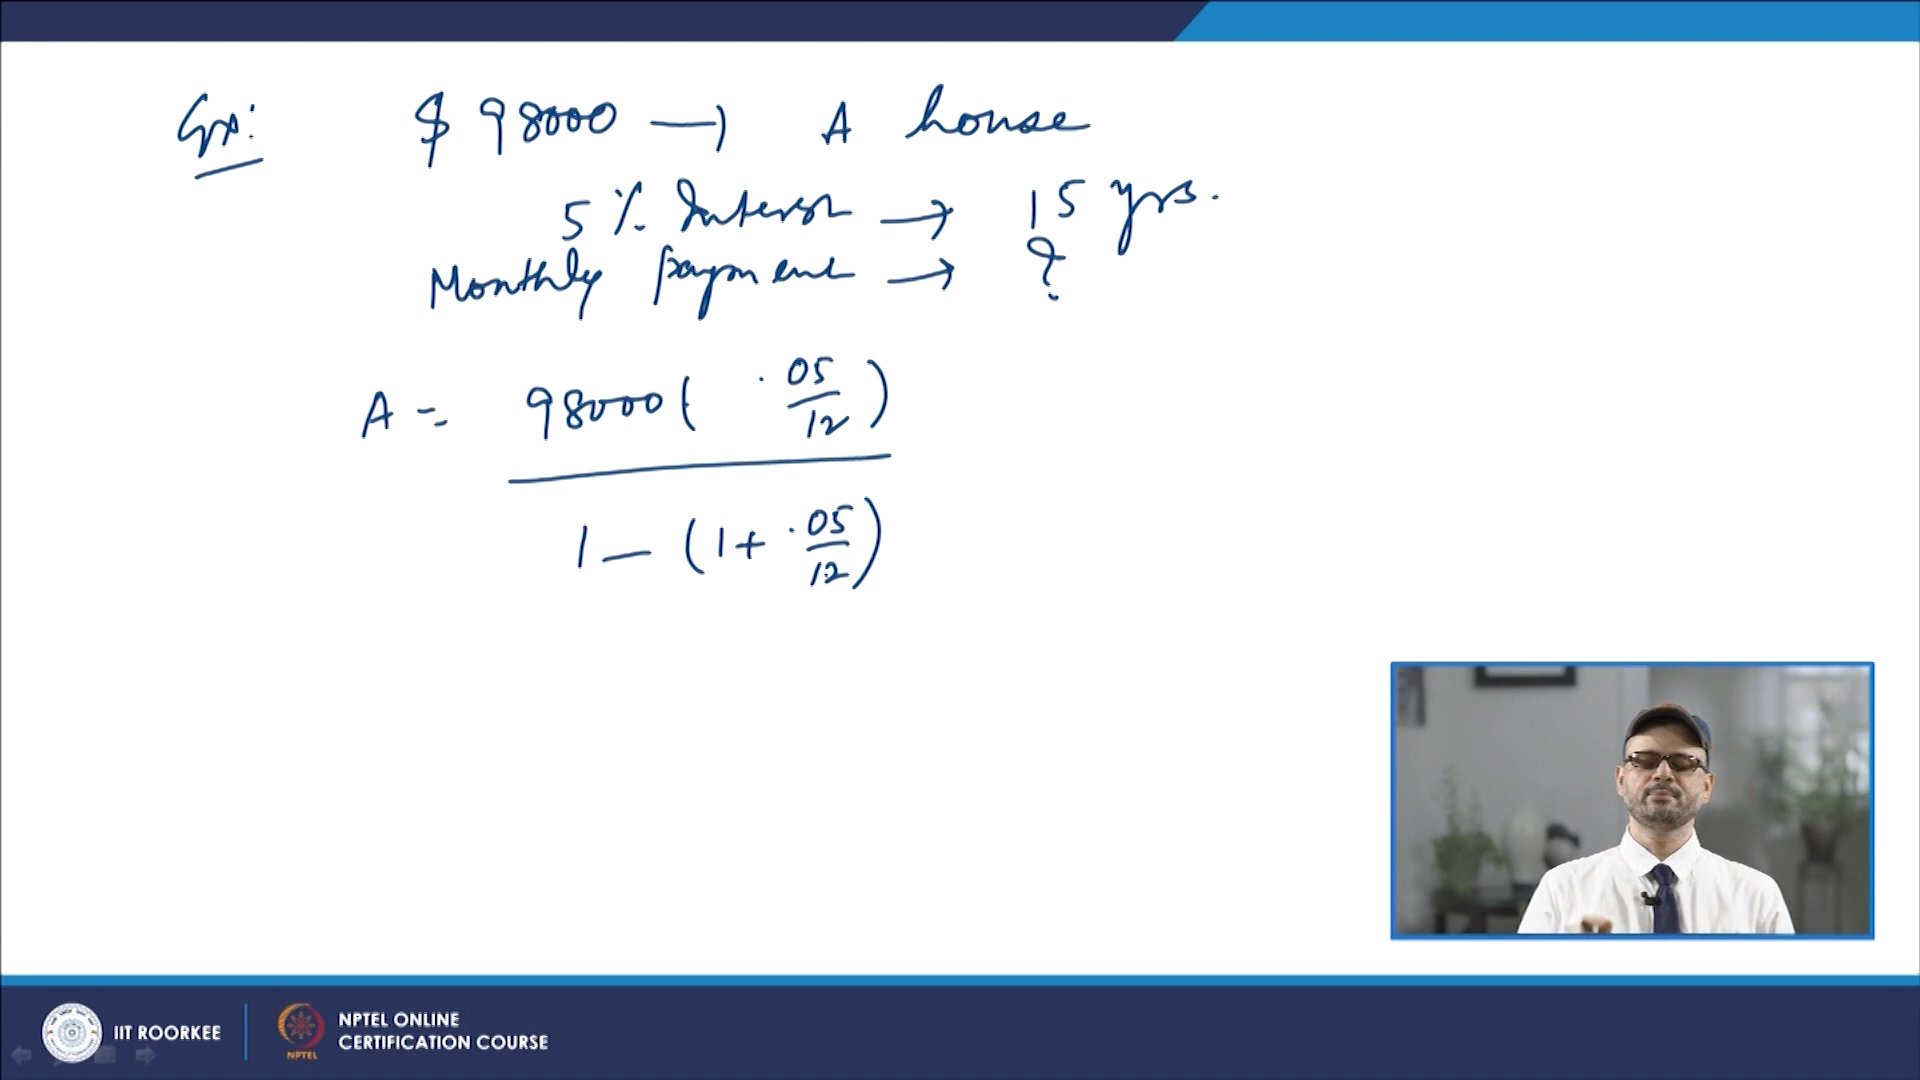 Ex:
$ 98000 → A house
5 % Interest → 15 yrs.
Monthly payment → ?
A = 98000 ( .05/12 )
1 - ( 1 + .05/12 )
IIT ROORKEE
NPTEL
NPTEL ONLINE
CERTIFICATION COURSE